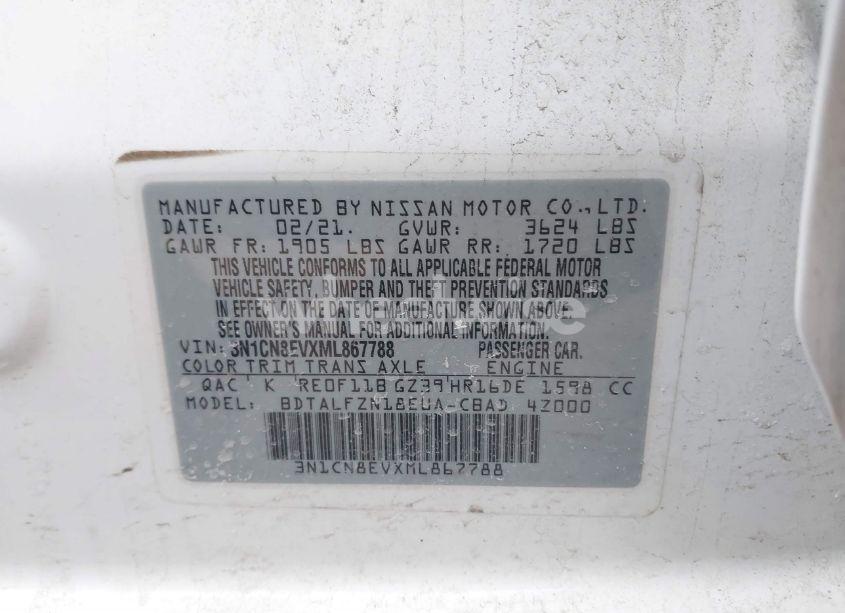 MANUFACTURED BY NISSAN MOTOR CO., LTD.
DATE: 02/21. GVWR: 3624 LBS
GAWR FR: 1905 LBS GAWR RR: 1720 LBS
THIS VEHICLE CONFORMS TO ALL APPLICABLE FEDERAL MOTOR
VEHICLE SAFETY, BUMPER AND THEFT PREVENTION STANDARDS
IN EFFECT ON THE DATE OF MANUFACTURE SHOWN ABOVE.
SEE OWNER'S MANUAL FOR ADDITIONAL INFORMATION.
VIN: 3N1CN8EVXML867788 PASSENGER CAR.
COLOR TRIM TRANS AXLE ENGINE
QAC K RE0F11B GZ39 HR16DE 1598 CC
MODEL: BDTALFZN18EUA-CBAD 4Z000
3N1CN8EVXML867788